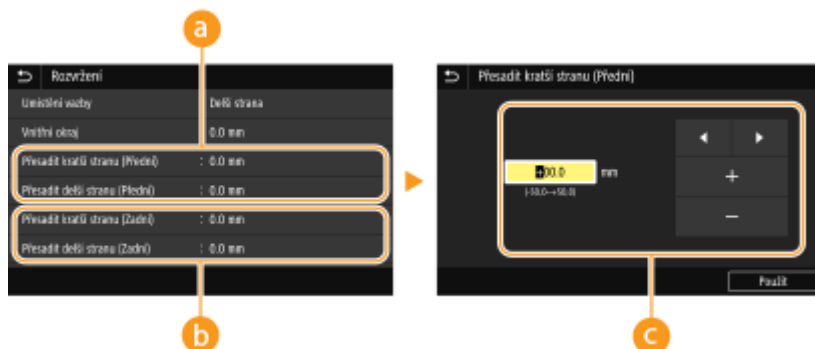 a
Rozvržení
Umístění vazby Delší strana
Vnitřní okraj 0.0 mm
Přesadit kratší stranu (Přední) : 0.0 mm
Přesadit delší stranu (Přední) : 0.0 mm
Přesadit kratší stranu (Zadní) : 0.0 mm
Přesadit delší stranu (Zadní) : 0.0 mm
b
Přesadit kratší stranu (Přední)
+00.0 mm
(-50.0~+50.0)
+
−
Použít
c